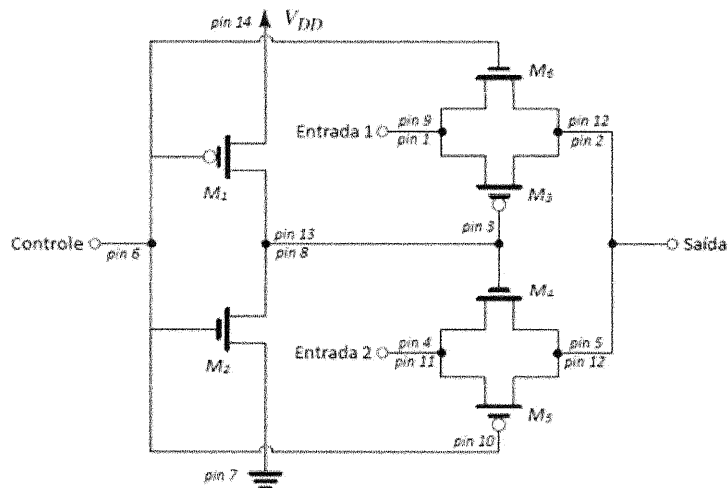 pin 14
V_DD
M₆
Entrada 1
pin 9
pin 1
pin 12
pin 2
M₁
M₃
pin 3
Controle
pin 6
pin 13
pin 8
Saída
M₄
M₂
Entrada 2
pin 4
pin 11
pin 5
pin 12
M₅
pin 10
pin 7